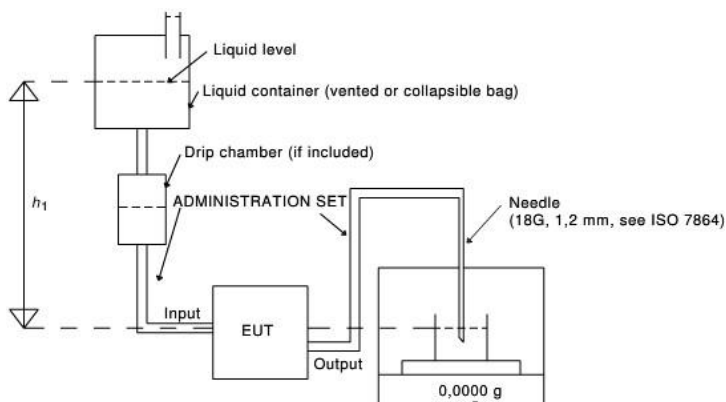 Liquid level
Liquid container (vented or collapsible bag)
Drip chamber (if included)
h1
ADMINISTRATION SET
Needle
(18G, 1,2 mm, see ISO 7864)
Input
EUT
Output
0,0000 g